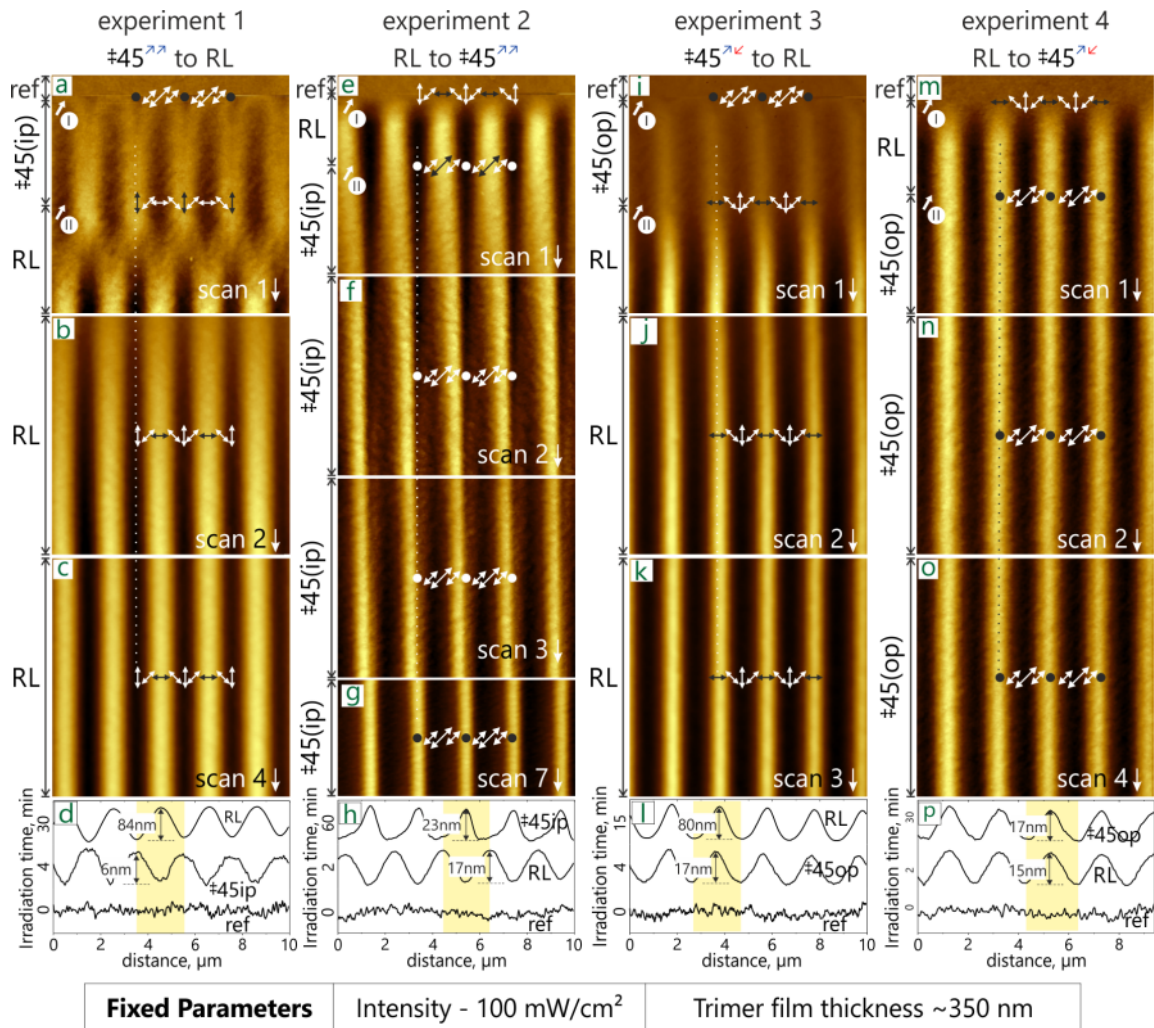 experiment 1
‡45↗↗ to RL
experiment 2
RL to ‡45↗↗
experiment 3
‡45↗↙ to RL
experiment 4
RL to ‡45↗↙
ref
‡45(ip)
RL
a
I
II
scan 1↓
RL
b
scan 2↓
RL
c
scan 4↓
Irradiation time, min
30
4
0
d
84nm
RL
6nm
‡45ip
ref
0 2 4 6 8 10
distance, µm
ref
RL
‡45(ip)
e
I
II
scan 1↓
‡45(ip)
f
scan 2↓
‡45(ip)
scan 3↓
‡45(ip)
g
scan 7↓
Irradiation time, min
60
2
0
h
23nm
‡45ip
17nm
RL
ref
0 2 4 6 8 10
distance, µm
ref
‡45(op)
RL
i
I
II
scan 1↓
RL
j
scan 2↓
RL
k
scan 3↓
Irradiation time, min
15
4
0
l
80nm
RL
17nm
‡45op
ref
0 2 4 6 8 10
distance, µm
ref
RL
‡45(op)
m
I
II
scan 1↓
‡45(op)
n
scan 2↓
‡45(op)
o
scan 4↓
Irradiation time, min
30
2
0
p
17nm
‡45op
15nm
RL
ref
0 2 4 6 8
distance, µm
Fixed Parameters
Intensity - 100 mW/cm²
Trimer film thickness ~350 nm